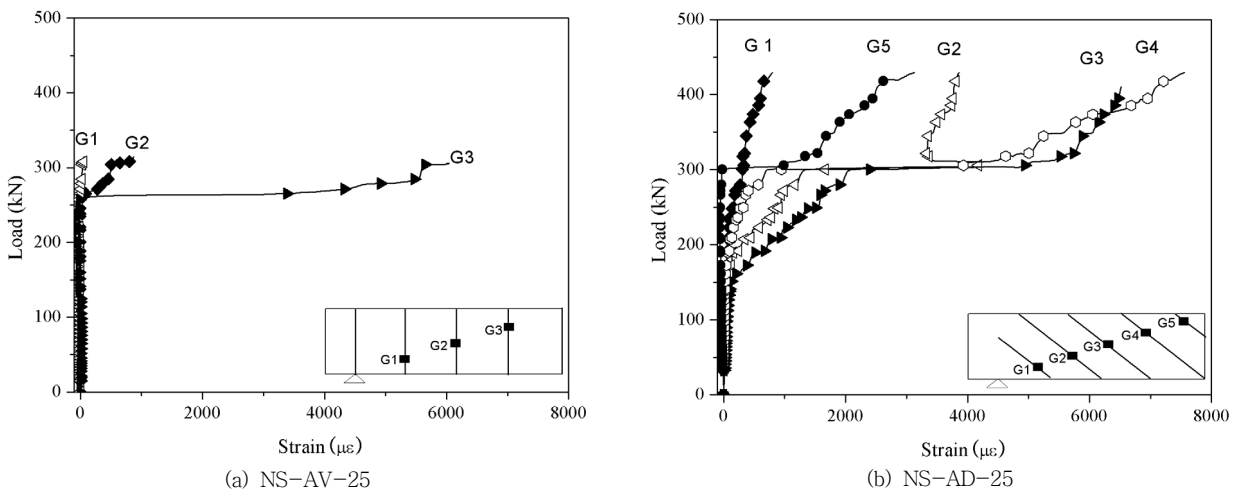 500
400
300
200
100
0
Load (kN)
G1
G2
G3
G1
G2
G3
0
2000
4000
6000
8000
Strain (με)
(a) NS-AV-25
500
400
300
200
100
0
Load (kN)
G 1
G5
G2
G3
G4
G1
G2
G3
G4
G5
0
2000
4000
6000
8000
Strain (με)
(b) NS-AD-25